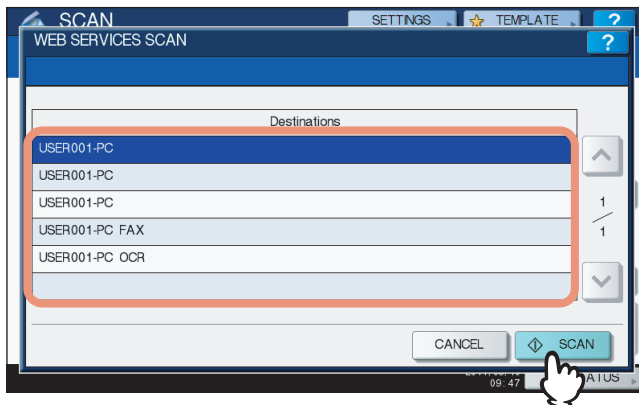 SCAN SETTINGS TEMPLATE ?
WEB SERVICES SCAN ?
Destinations
USER001-PC
USER001-PC
USER001-PC
1
USER001-PC FAX
1
USER001-PC OCR
CANCEL SCAN
09:47